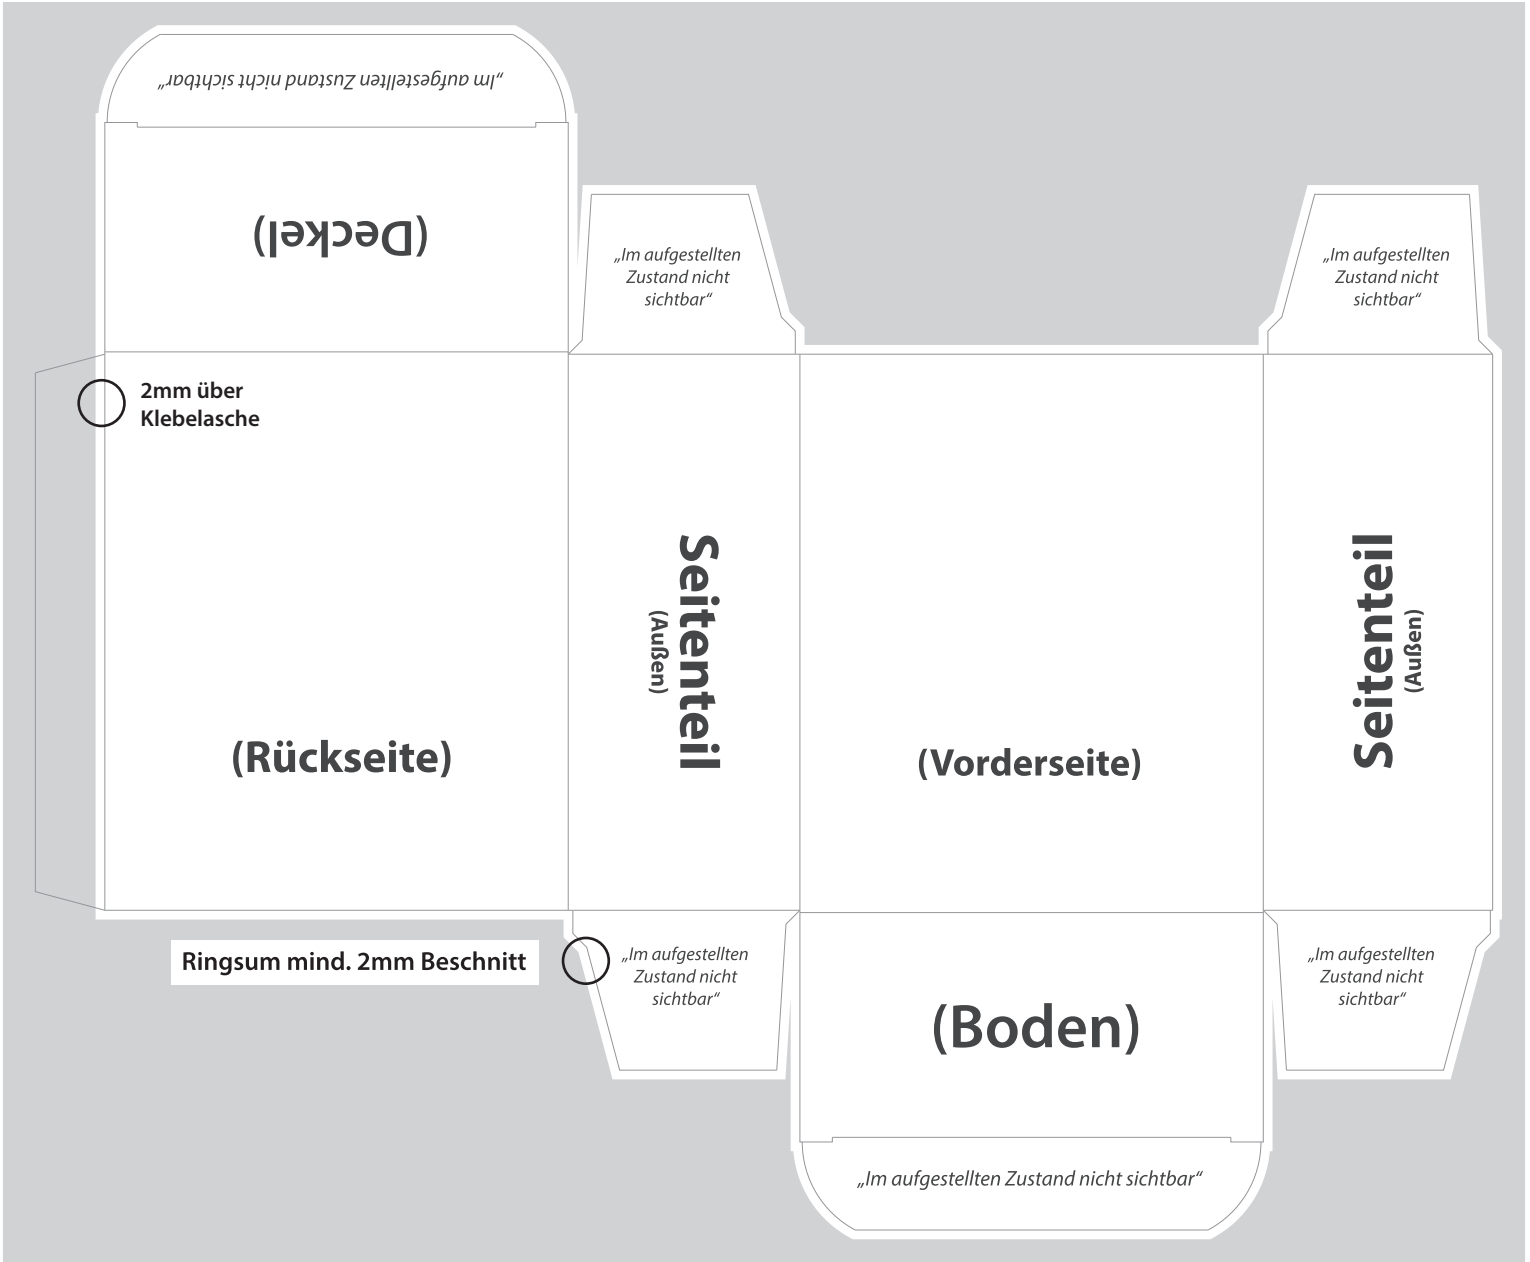 „Im aufgestellten Zustand nicht sichtbar“
(Deckel)
„Im aufgestellten
Zustand nicht
sichtbar“
„Im aufgestellten
Zustand nicht
sichtbar“
2mm über
Klebelasche
(Rückseite)
Seitenteil
(Außen)
(Vorderseite)
Seitenteil
(Außen)
Ringsum mind. 2mm Beschnitt
„Im aufgestellten
Zustand nicht
sichtbar“
(Boden)
„Im aufgestellten
Zustand nicht
sichtbar“
„Im aufgestellten Zustand nicht sichtbar“